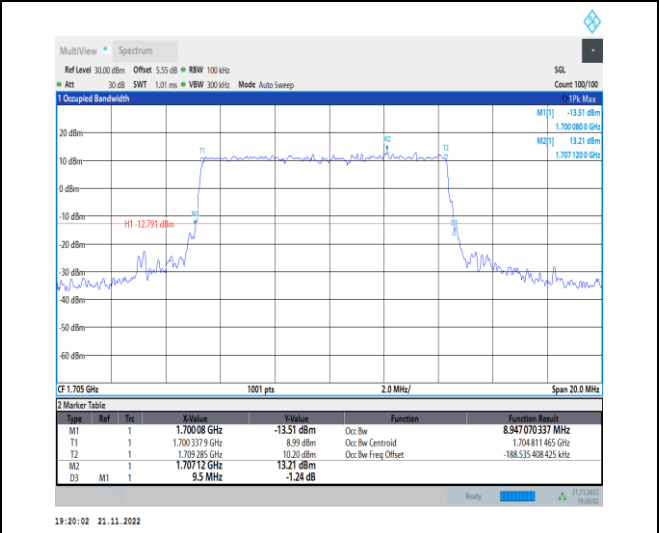 MultiView Spectrum
Ref Level 30.00 dBm Offset 5.55 dB RBW 100 kHz SGL
Att 30 dB SWT 1.01 ms VBW 300 kHz Mode Auto Sweep Count 100/100
1 Occupied Bandwidth 1Pk Max
M1[1] -13.51 dBm
1.700 080 0 GHz
M2[1] 13.21 dBm
1.707 120 0 GHz
20 dBm
M2
T1
T2
10 dBm
0 dBm
-10 dBm
M1
H1 -12.791 dBm
D3
-20 dBm
-30 dBm
-40 dBm
-50 dBm
-60 dBm
CF 1.705 GHz 1001 pts 2.0 MHz/ Span 20.0 MHz
2 Marker Table
Type Ref Trc X-Value Y-Value Function Function Result
M1 1 1.70008 GHz -13.51 dBm Occ Bw 8.947 070 337 MHz
T1 1 1.700 337 9 GHz 8.99 dBm Occ Bw Centroid 1.704 811 465 GHz
T2 1 1.709 285 GHz 10.20 dBm Occ Bw Freq Offset -188.535 408 425 kHz
M2 1 1.70712 GHz 13.21 dBm
D3 M1 1 9.5 MHz -1.24 dB
Ready 21.11.2022
19:20:02
19:20:02 21.11.2022